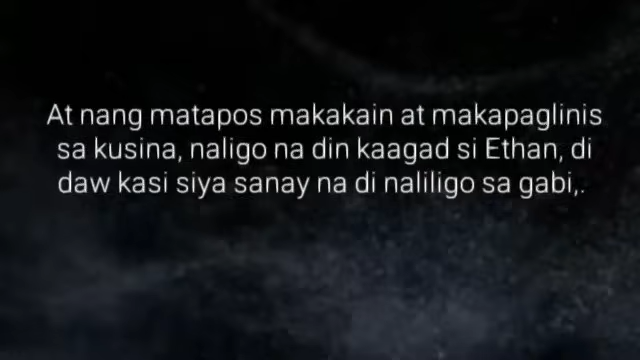 At nang matapos makakain at makapaglinis
sa kusina, naligo na din kaagad si Ethan, di
daw kasi siya sanay na di naliligo sa gabi,.